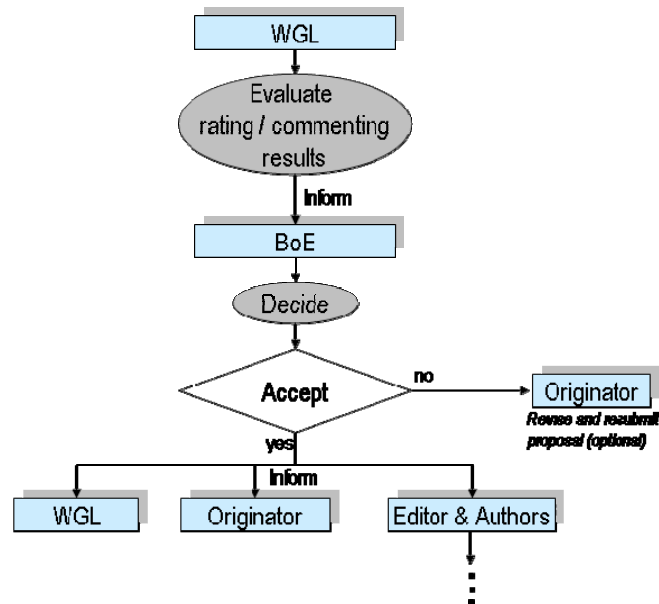 WGL
Evaluate
rating / commenting
results
Inform
BoE
Decide
Accept
no
Originator
Revise and resubmit
proposal (optional)
yes
Inform
WGL
Originator
Editor & Authors